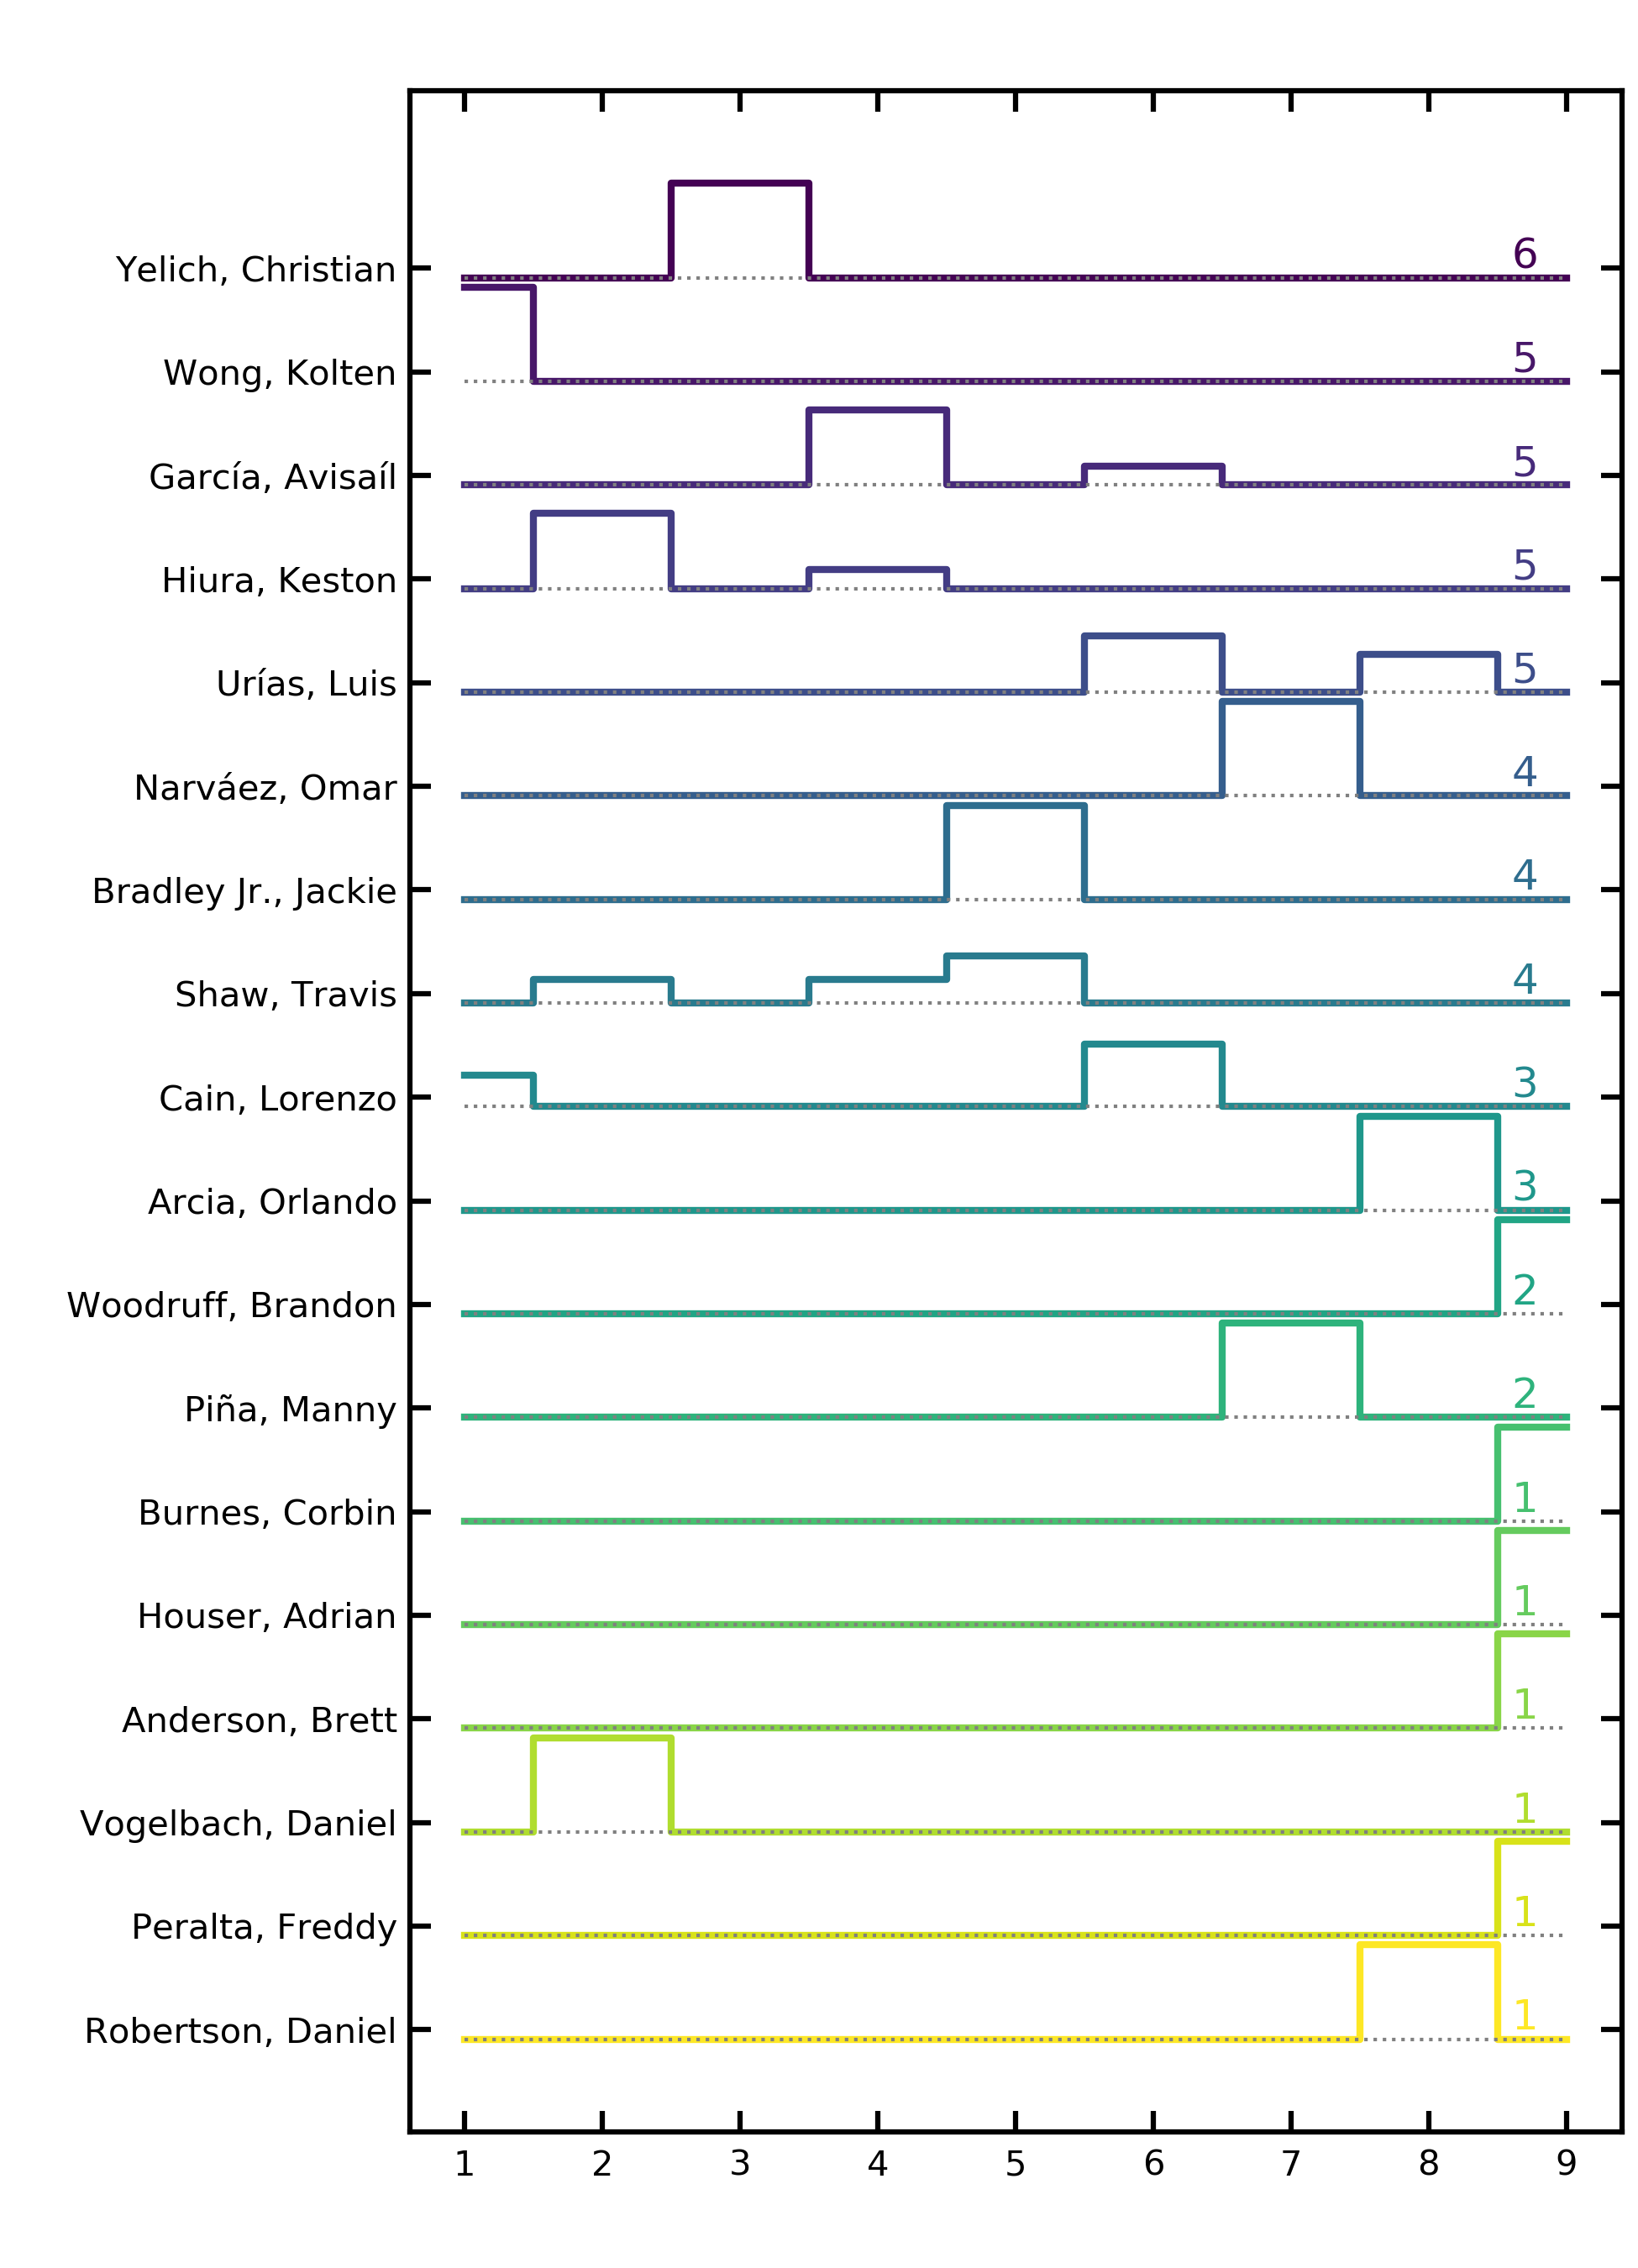 Yelich, Christian 6
Wong, Kolten 5
García, Avisaíl 5
Hiura, Keston 5
Urías, Luis 5
Narváez, Omar 4
Bradley Jr., Jackie 4
Shaw, Travis 4
Cain, Lorenzo 3
Arcia, Orlando 3
Woodruff, Brandon 2
Piña, Manny 2
Burnes, Corbin 1
Houser, Adrian 1
Anderson, Brett 1
Vogelbach, Daniel 1
Peralta, Freddy 1
Robertson, Daniel 1
1 2 3 4 5 6 7 8 9